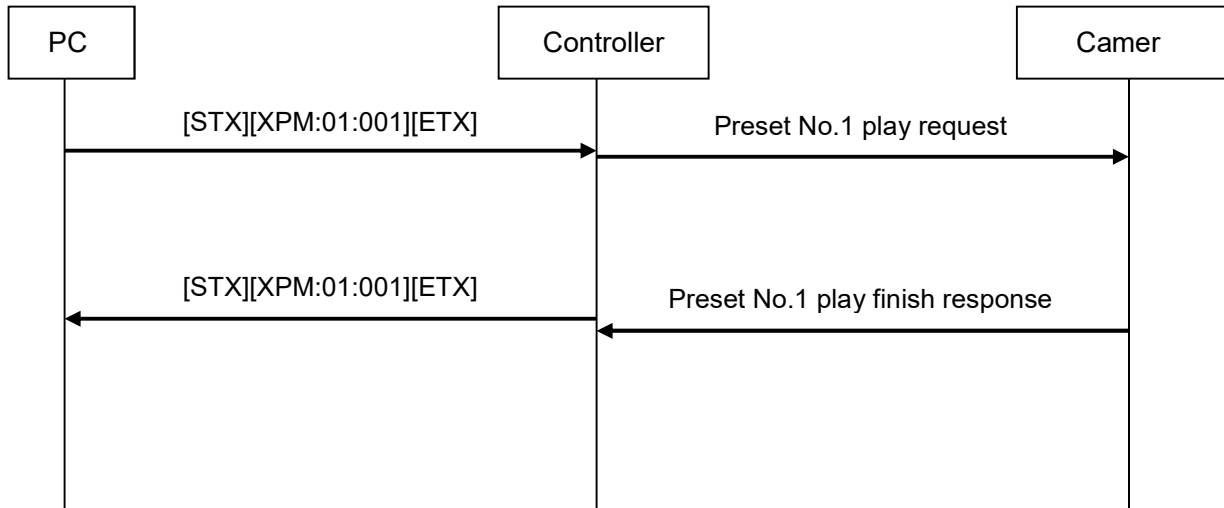 PC
Controller
Camer
[STX][XPM:01:001][ETX]
Preset No.1 play request
[STX][XPM:01:001][ETX]
Preset No.1 play finish response